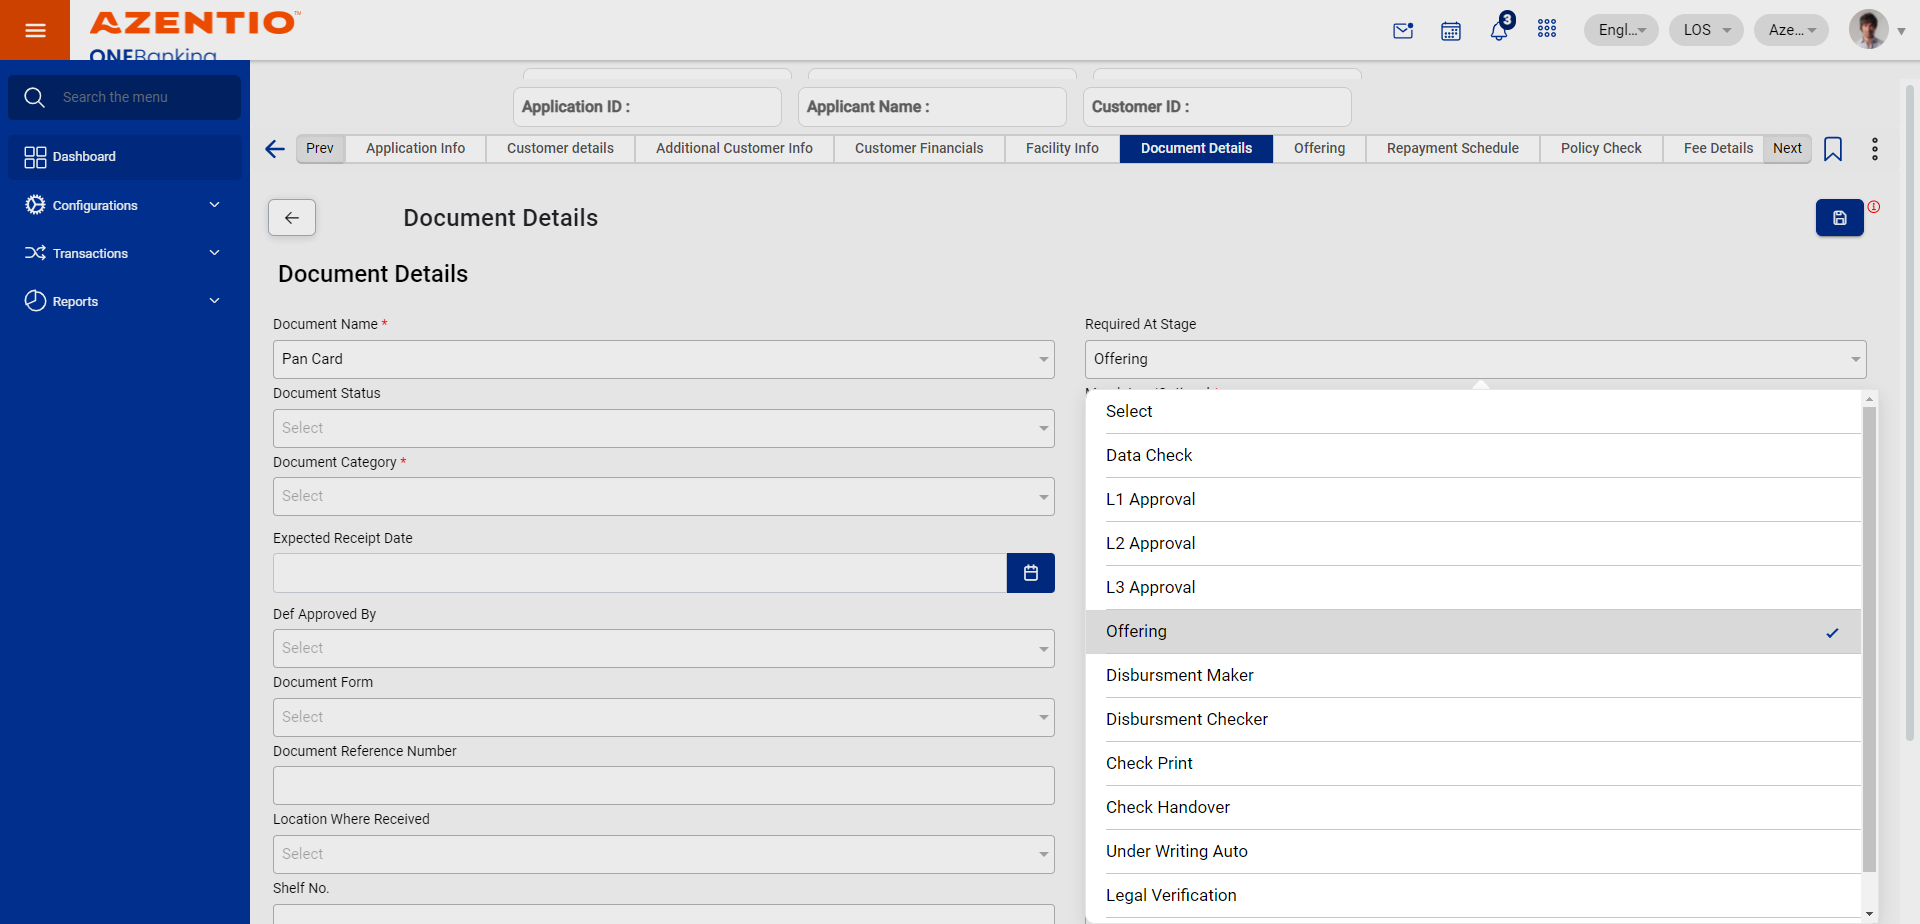 AZENTIO™
ONEBanking
3
Engl...
LOS
Aze...
Search the menu
Dashboard
Configurations
Transactions
Reports
Application ID :
Applicant Name :
Customer ID :
Prev
Application Info
Customer details
Additional Customer Info
Customer Financials
Facility Info
Document Details
Offering
Repayment Schedule
Policy Check
Fee Details
Next
Document Details
Document Details
Document Name *
Pan Card
Document Status
Select
Document Category *
Select
Expected Receipt Date
Def Approved By
Select
Document Form
Select
Document Reference Number
Location Where Received
Select
Shelf No.
Required At Stage
Offering
Select
Data Check
L1 Approval
L2 Approval
L3 Approval
Offering
Disbursment Maker
Disbursment Checker
Check Print
Check Handover
Under Writing Auto
Legal Verification